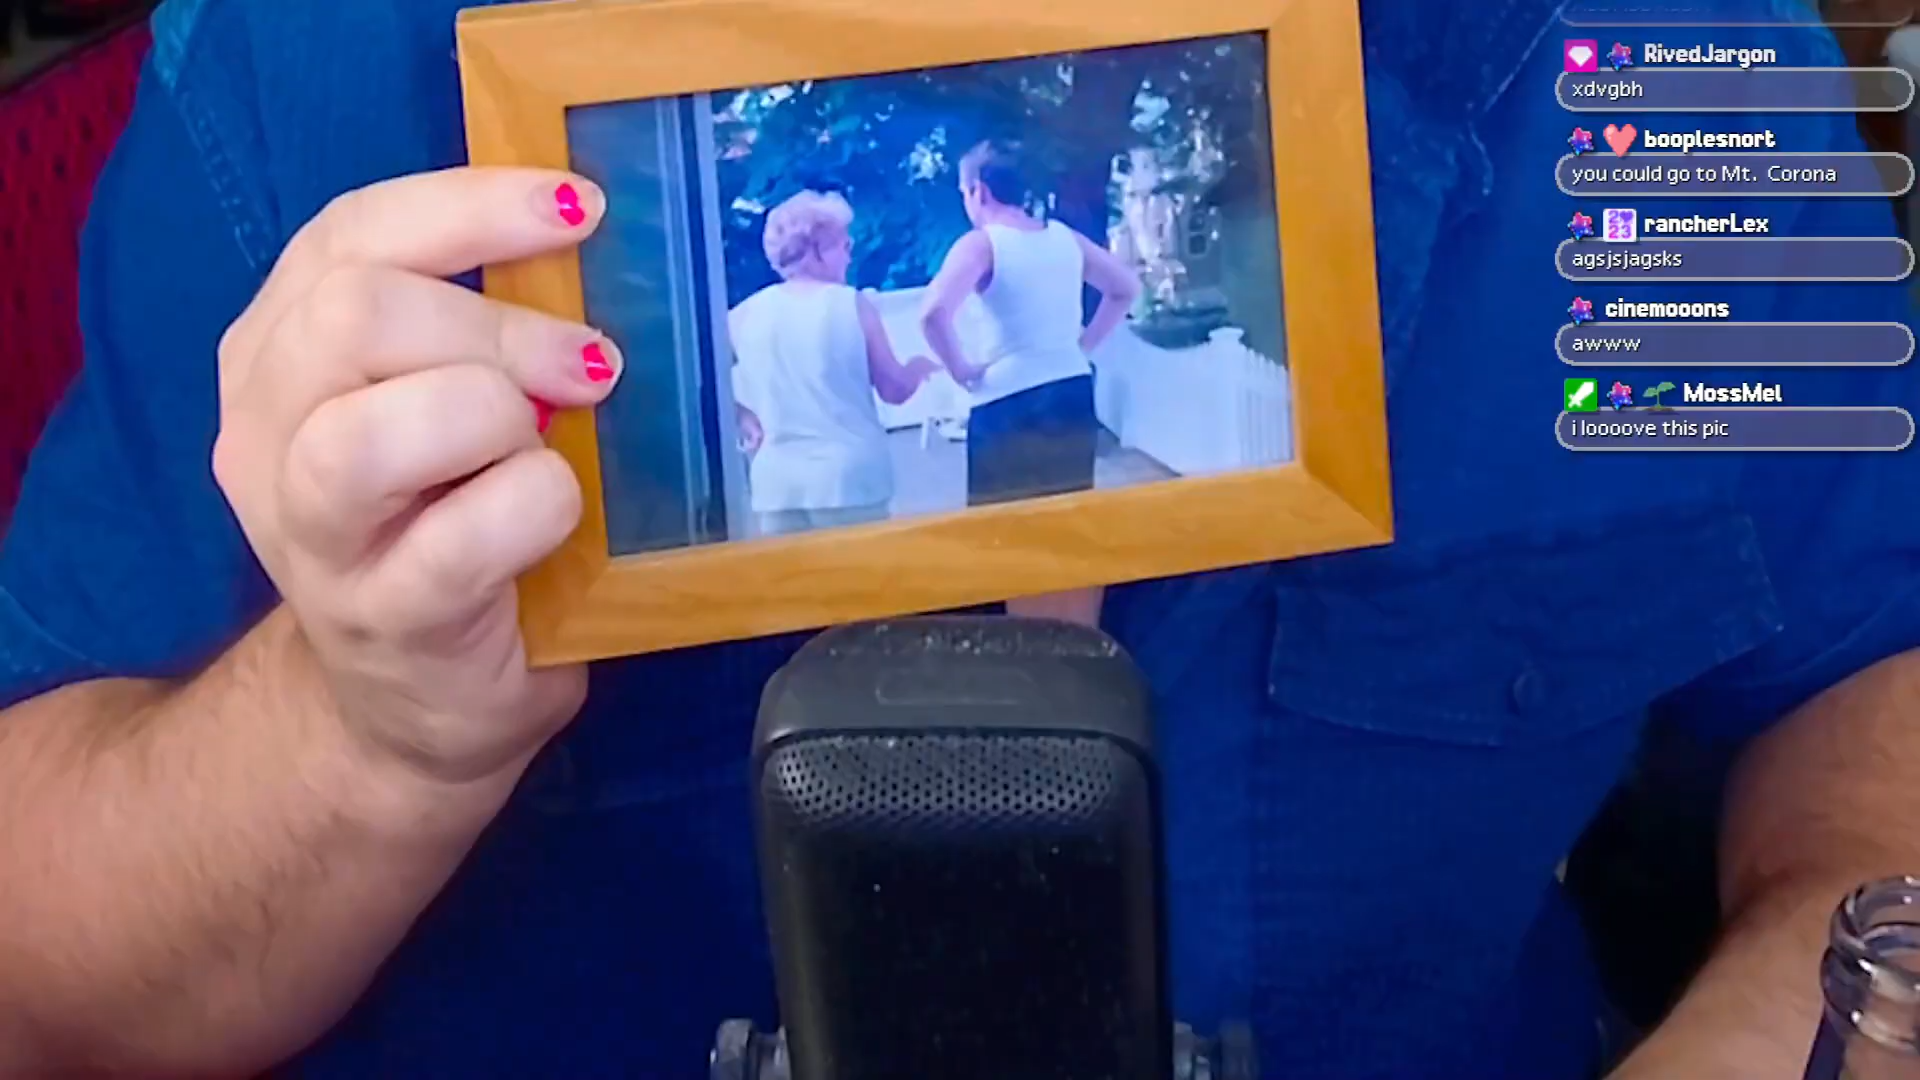 RivedJargon
xdvgbh
booplesnort
you could go to Mt. Corona
rancherLex
agsjsjagsks
cinemooons
awww
MossMel
i loooove this pic